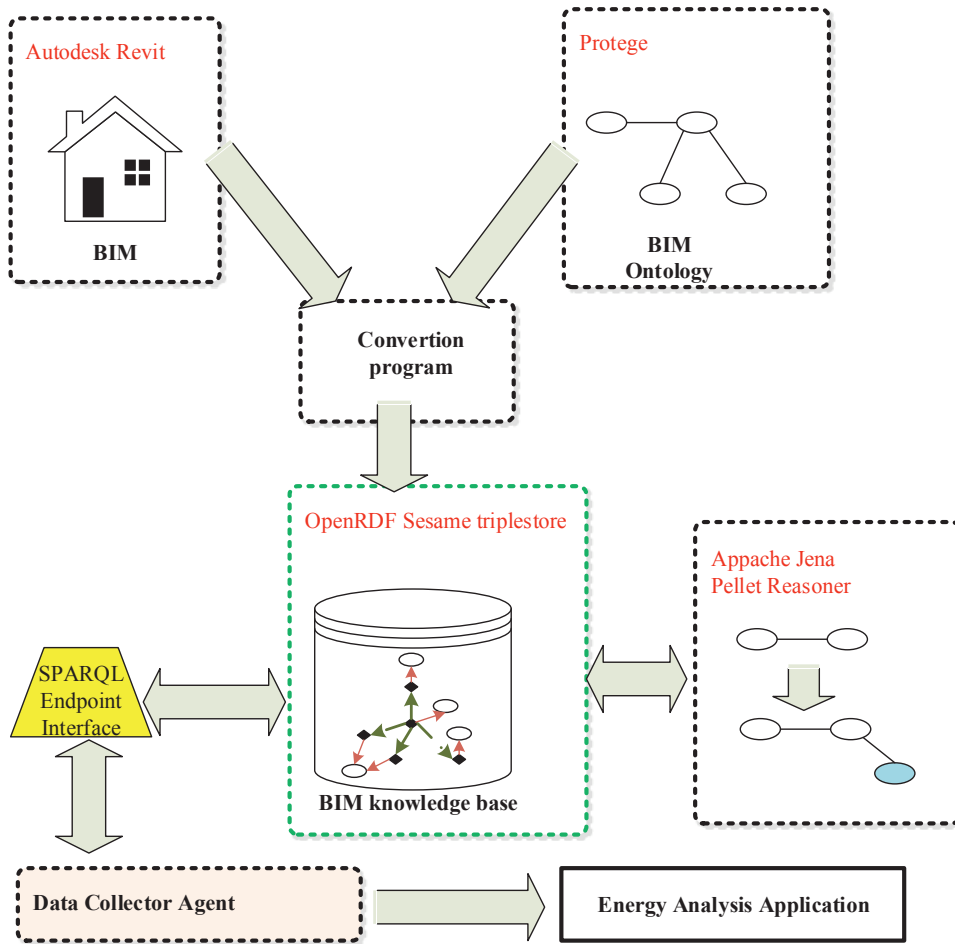 Autodesk Revit
BIM
Protege
BIM
Ontology
Convertion
program
OpenRDF Sesame triplestore
BIM knowledge base
Appache Jena
Pellet Reasoner
SPARQL
Endpoint
Interface
Data Collector Agent
Energy Analysis Application